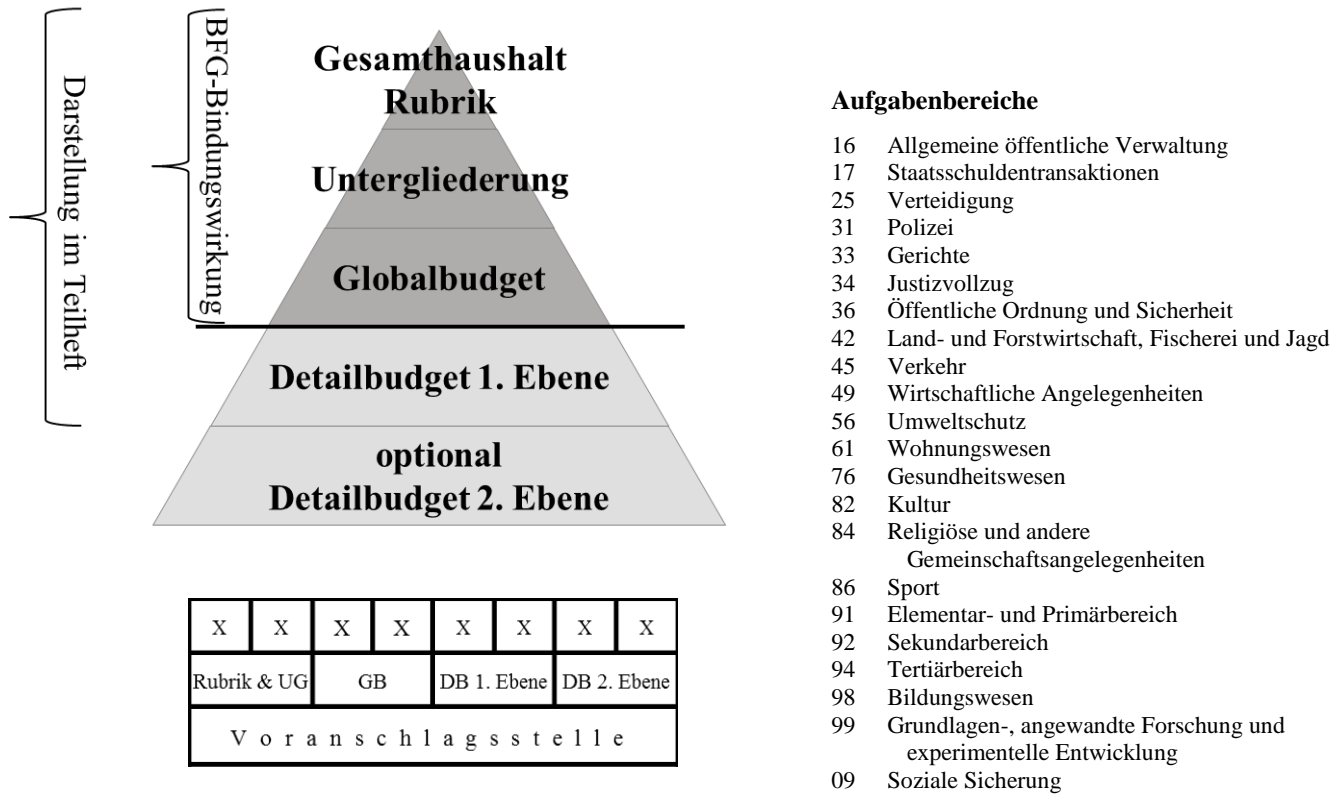 Darstellung im Teilheft
BFG-Bindungswirkung
Gesamthaushalt
Rubrik
Untergliederung
Globalbudget
Detailbudget 1. Ebene
optional
Detailbudget 2. Ebene
X X X X X X X X
Rubrik & UG GB DB 1. Ebene DB 2. Ebene
Voranschlagsstelle
Aufgabenbereiche
16 Allgemeine öffentliche Verwaltung
17 Staatsschuldentransaktionen
25 Verteidigung
31 Polizei
33 Gerichte
34 Justizvollzug
36 Öffentliche Ordnung und Sicherheit
42 Land- und Forstwirtschaft, Fischerei und Jagd
45 Verkehr
49 Wirtschaftliche Angelegenheiten
56 Umweltschutz
61 Wohnungswesen
76 Gesundheitswesen
82 Kultur
84 Religiöse und andere
Gemeinschaftsangelegenheiten
86 Sport
91 Elementar- und Primärbereich
92 Sekundarbereich
94 Tertiärbereich
98 Bildungswesen
99 Grundlagen-, angewandte Forschung und
experimentelle Entwicklung
09 Soziale Sicherung